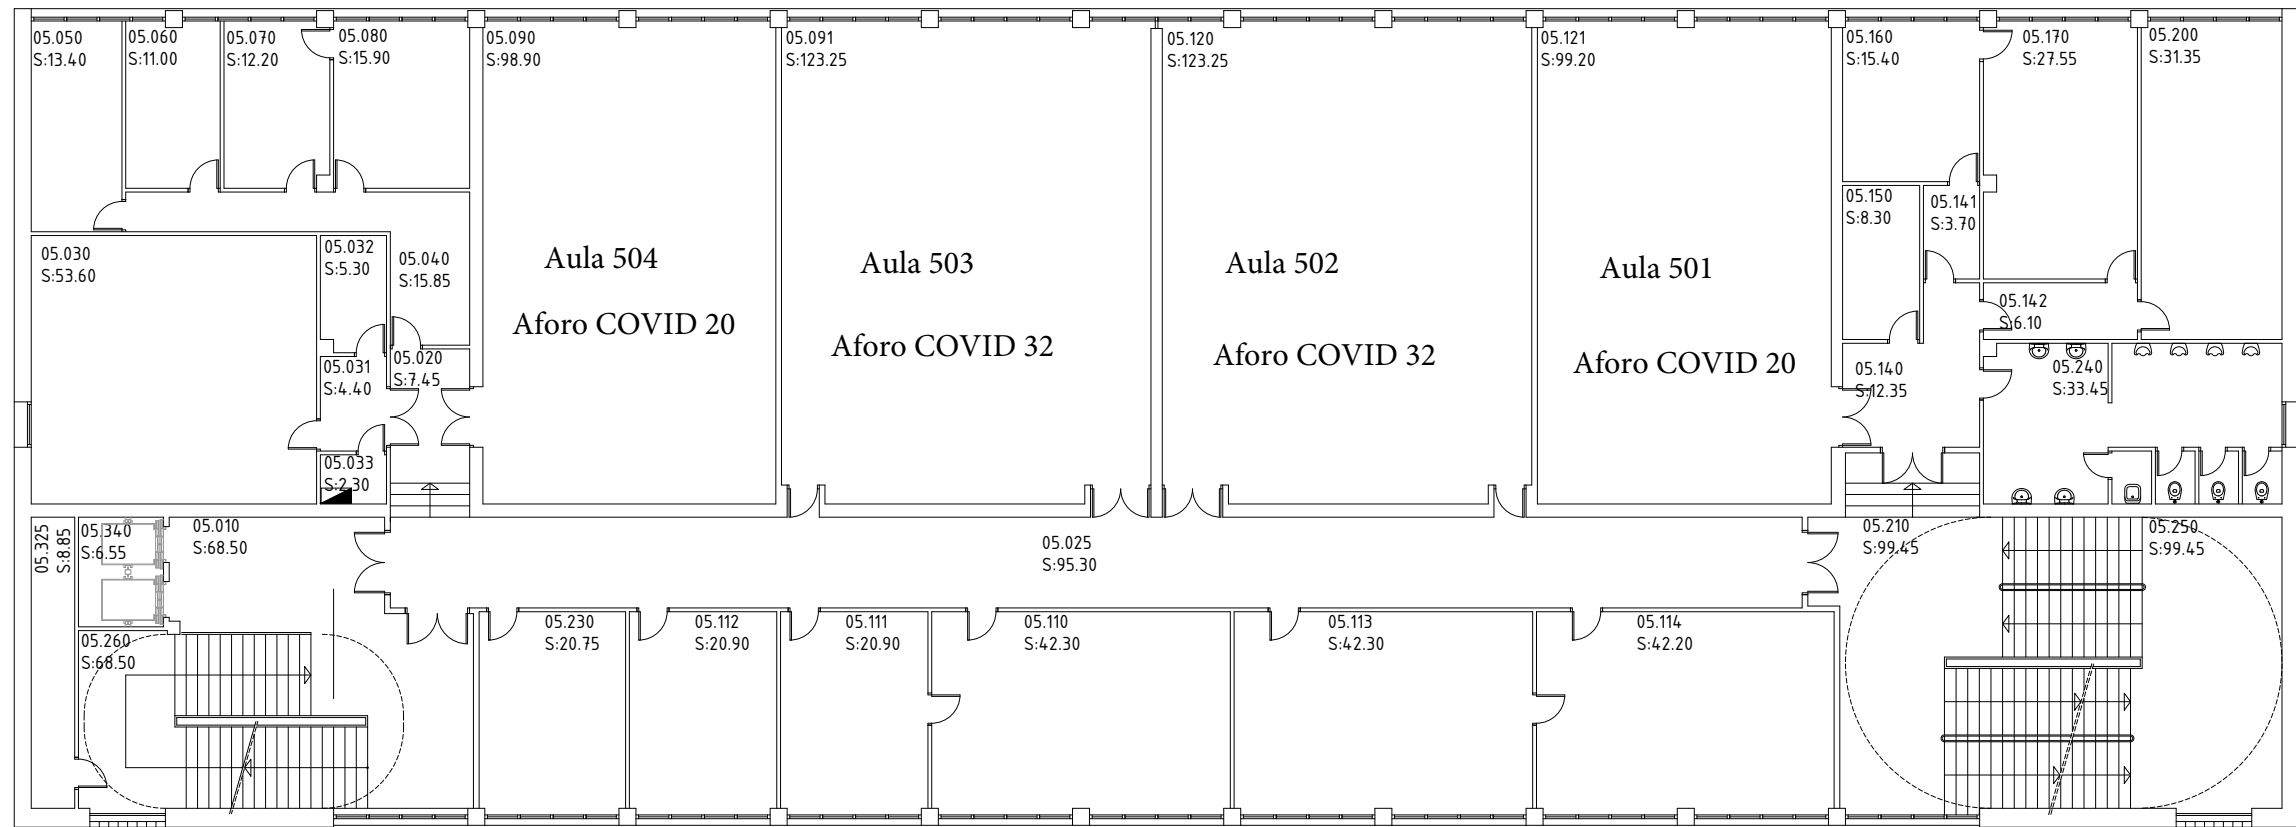 05.050
S:13.40
05.060
S:11.00
05.070
S:12.20
05.080
S:15.90
05.090
S:98.90
05.091
S:123.25
05.120
S:123.25
05.121
S:99.20
05.160
S:15.40
05.170
S:27.55
05.200
S:31.35
05.150
S:8.30
05.141
S:3.70
05.030
S:53.60
05.032
S:5.30
05.040
S:15.85
Aula 504
Aforo COVID 20
Aula 503
Aforo COVID 32
Aula 502
Aforo COVID 32
Aula 501
Aforo COVID 20
05.142
S:6.10
05.031
S:4.40
05.020
S:7.45
05.140
S:12.35
05.240
S:33.45
05.033
S:2.30
05.325
S:8.85
05.340
S:6.55
05.010
S:68.50
05.025
S:95.30
05.210
S:99.45
05.250
S:99.45
05.260
S:68.50
05.230
S:20.75
05.112
S:20.90
05.111
S:20.90
05.110
S:42.30
05.113
S:42.30
05.114
S:42.20